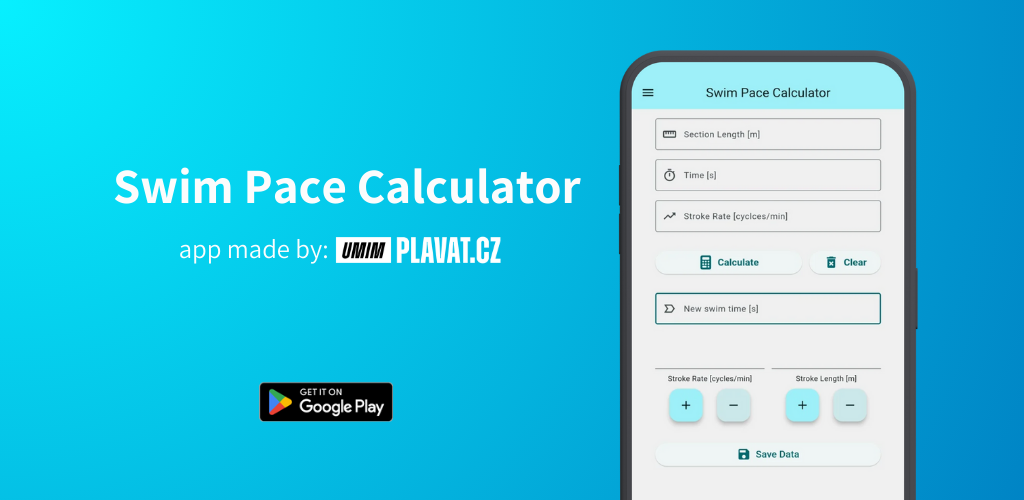 Swim Pace Calculator
app made by: UMIM PLAVAT.CZ
GET IT ON
Google Play
Swim Pace Calculator
Section Length [m]
Time [s]
Stroke Rate [cyclces/min]
Calculate
Clear
New swim time [s]
Stroke Rate [cycles/min]
Stroke Length [m]
+ − + −
Save Data